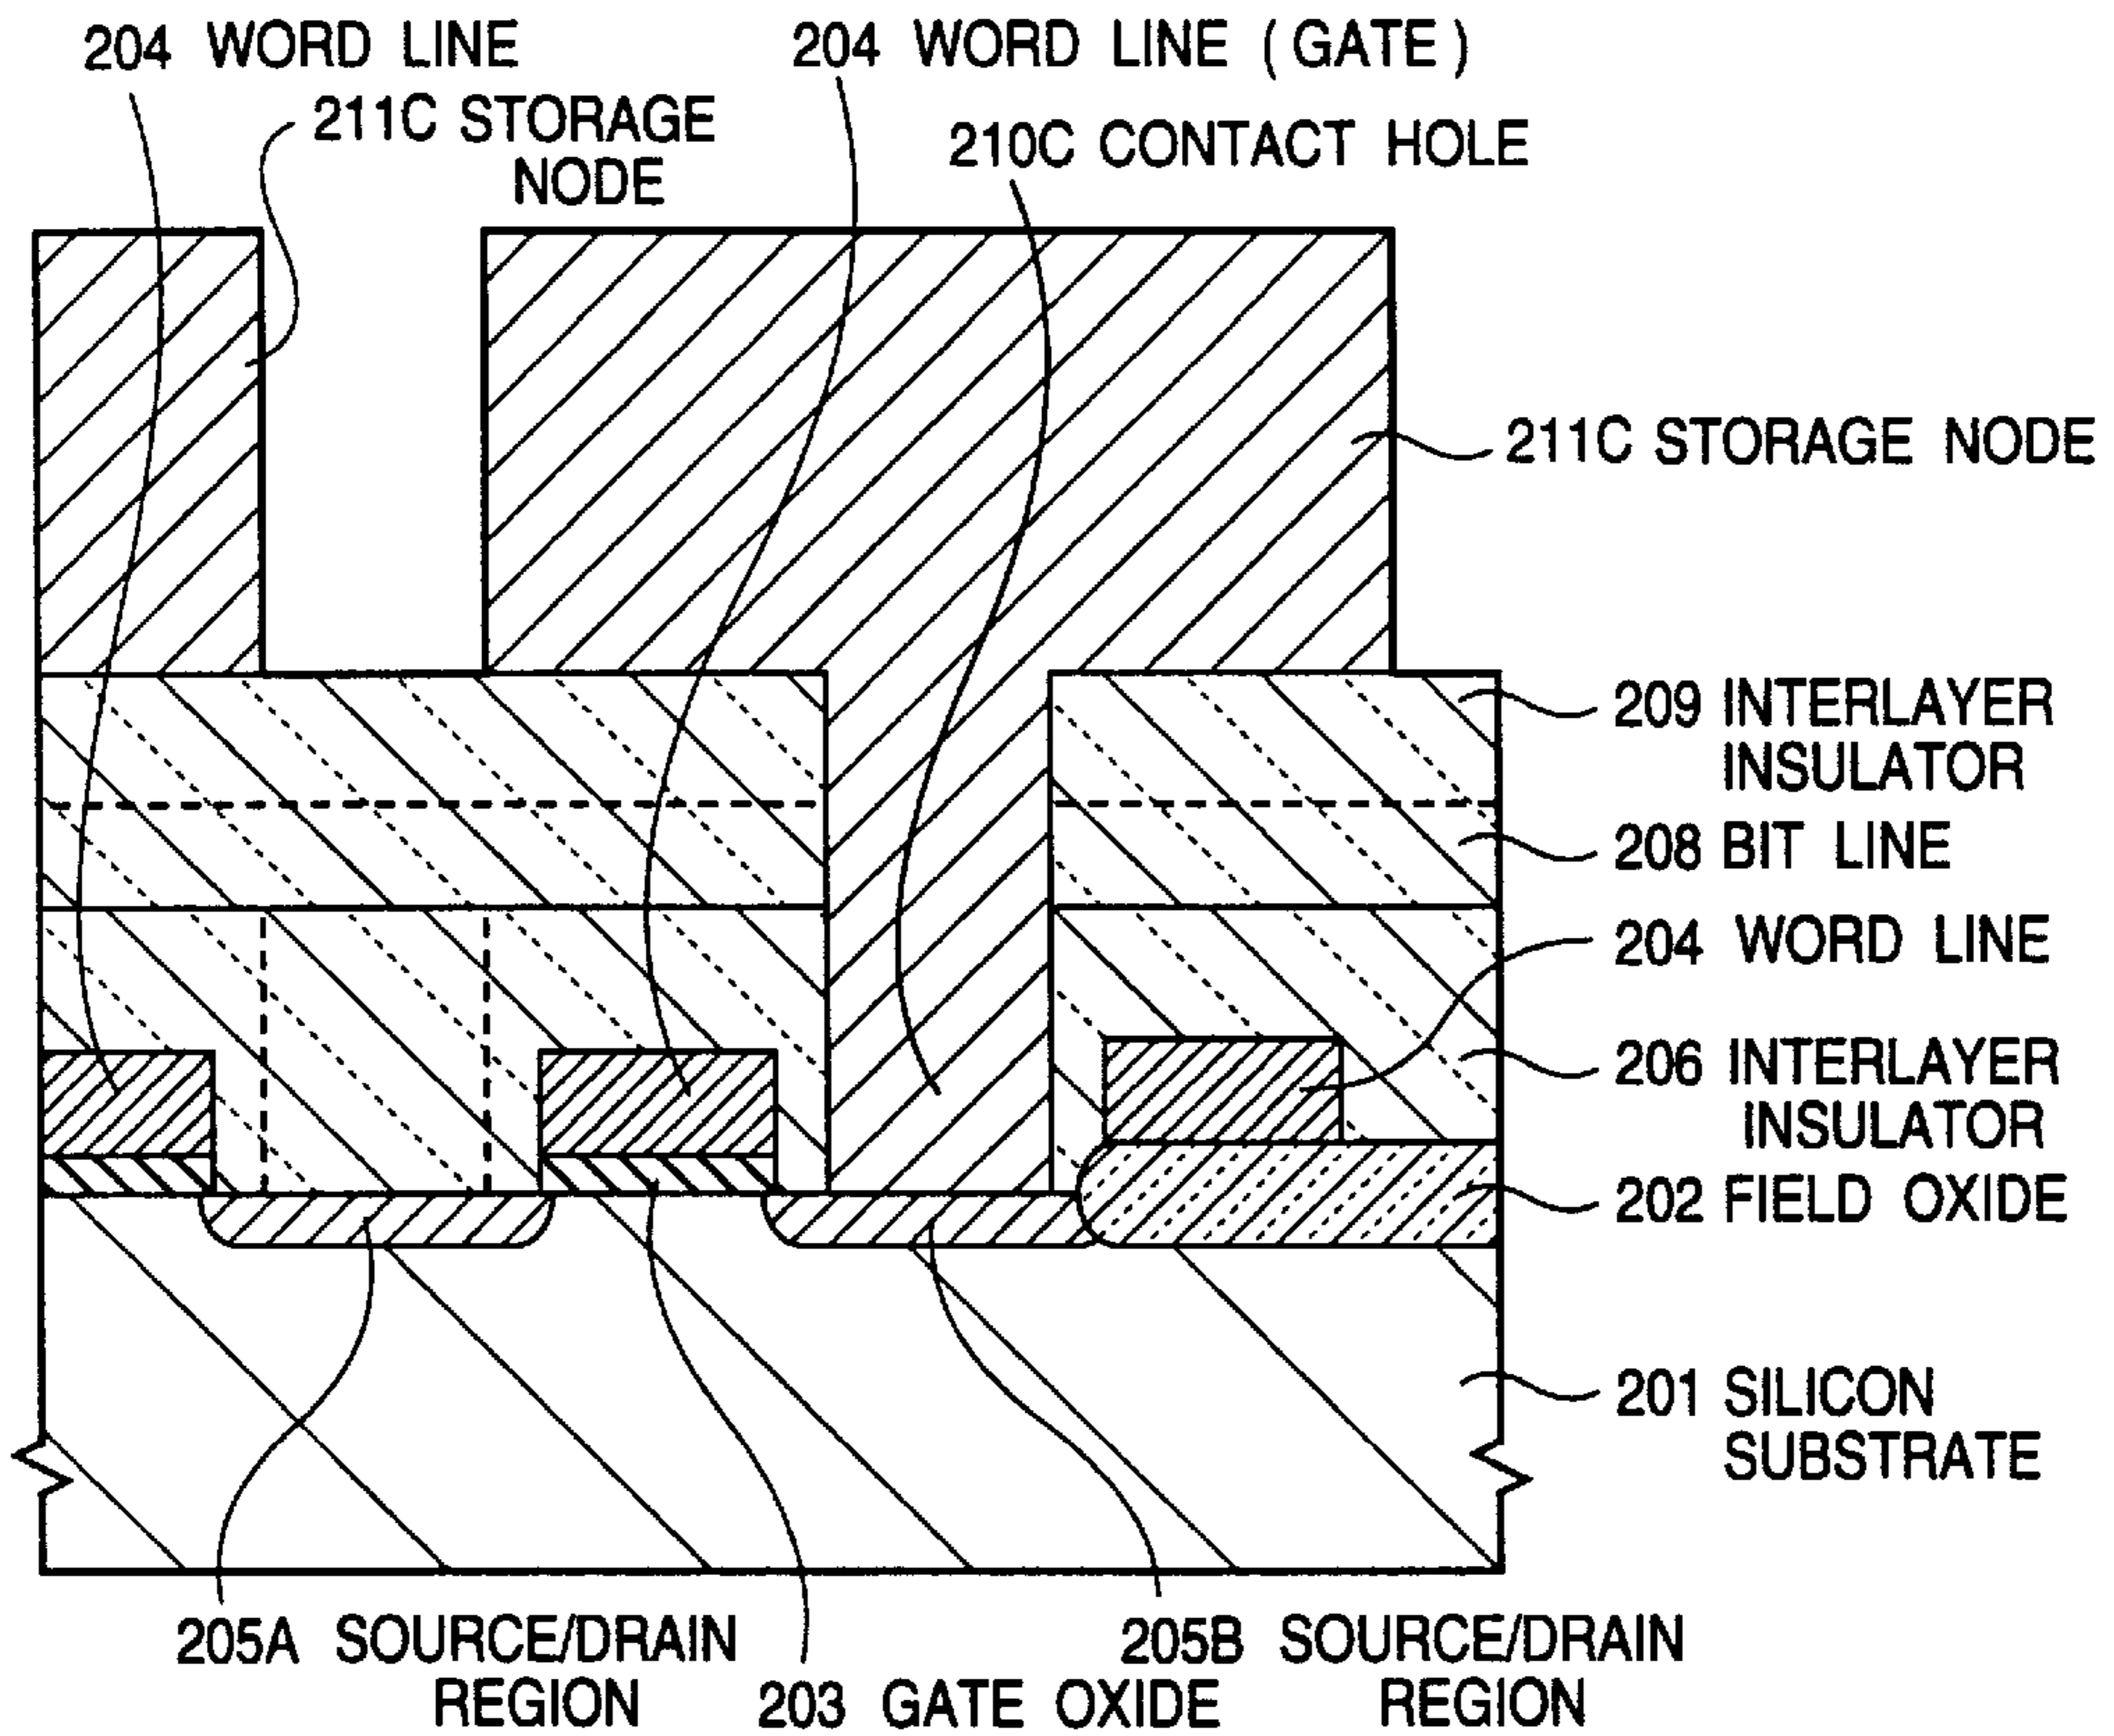 204 WORD LINE
211C STORAGE
NODE
204 WORD LINE (GATE)
210C CONTACT HOLE
211C STORAGE NODE
209 INTERLAYER
INSULATOR
208 BIT LINE
204 WORD LINE
206 INTERLAYER
INSULATOR
202 FIELD OXIDE
201 SILICON
SUBSTRATE
205A SOURCE/DRAIN
REGION
203 GATE OXIDE
205B SOURCE/DRAIN
REGION